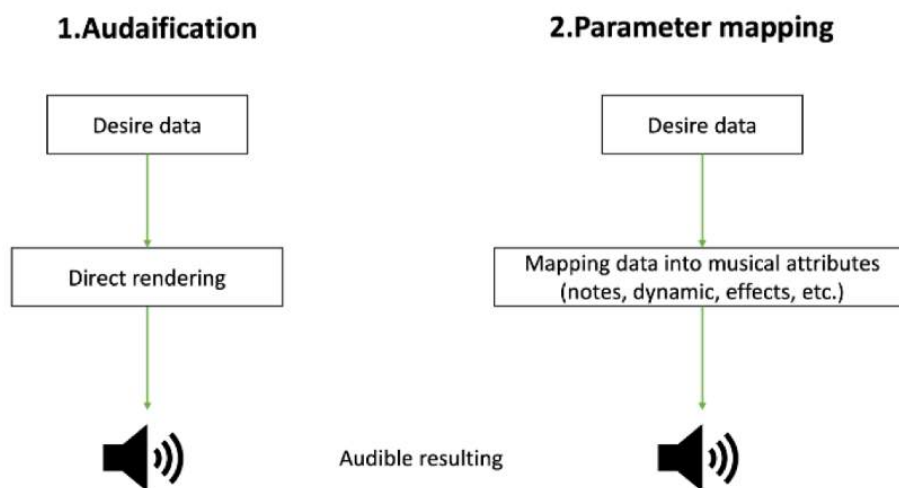 1.Audaification
2.Parameter mapping
Desire data
Desire data
Direct rendering
Mapping data into musical attributes
(notes, dynamic, effects, etc.)
Audible resulting